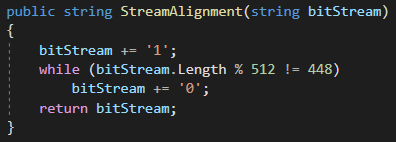 public string StreamAlignment(string bitStream)
{
bitStream += '1';
while (bitStream.Length % 512 != 448)
bitStream += '0';
return bitStream;
}